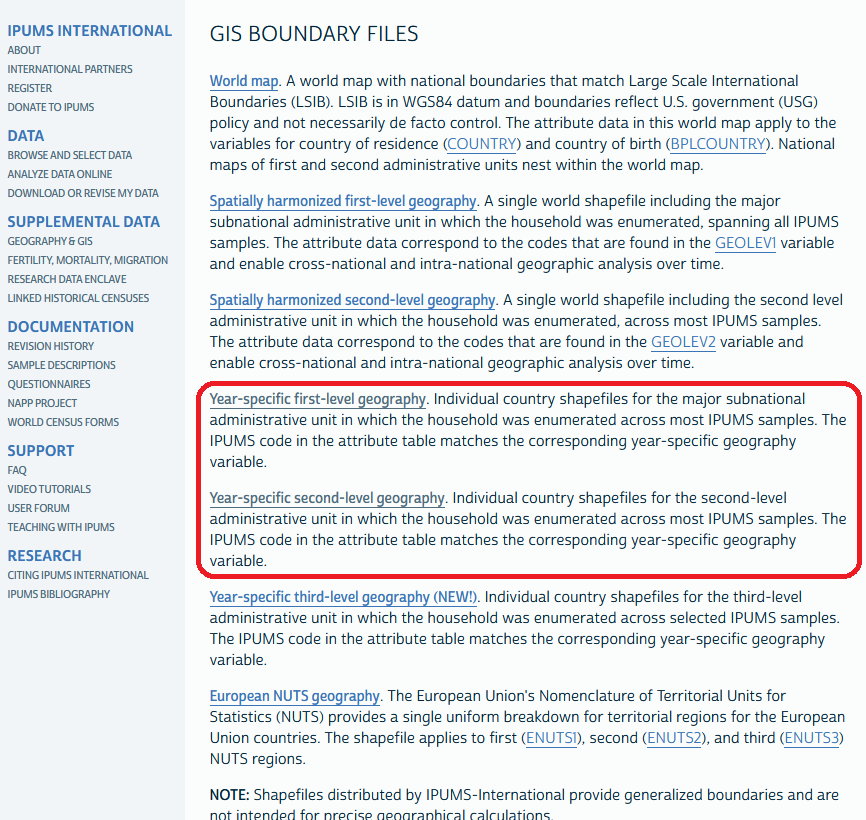 IPUMS INTERNATIONAL
ABOUT
INTERNATIONAL PARTNERS
REGISTER
DONATE TO IPUMS
DATA
BROWSE AND SELECT DATA
ANALYZE DATA ONLINE
DOWNLOAD OR REVISE MY DATA
SUPPLEMENTAL DATA
GEOGRAPHY & GIS
FERTILITY, MORTALITY, MIGRATION
RESEARCH DATA ENCLAVE
LINKED HISTORICAL CENSUSES
DOCUMENTATION
REVISION HISTORY
SAMPLE DESCRIPTIONS
QUESTIONNAIRES
NAPP PROJECT
WORLD CENSUS FORMS
SUPPORT
FAQ
VIDEO TUTORIALS
USER FORUM
TEACHING WITH IPUMS
RESEARCH
CITING IPUMS INTERNATIONAL
IPUMS BIBLIOGRAPHY
GIS BOUNDARY FILES
World map. A world map with national boundaries that match Large Scale International
Boundaries (LSIB). LSIB is in WGS84 datum and boundaries reflect U.S. government (USG)
policy and not necessarily de facto control. The attribute data in this world map apply to the
variables for country of residence (COUNTRY) and country of birth (BPLCOUNTRY). National
maps of first and second administrative units nest within the world map.
Spatially harmonized first-level geography. A single world shapefile including the major
subnational administrative unit in which the household was enumerated, spanning all IPUMS
samples. The attribute data correspond to the codes that are found in the GEOLEV1 variable
and enable cross-national and intra-national geographic analysis over time.
Spatially harmonized second-level geography. A single world shapefile including the second level
administrative unit in which the household was enumerated, across most IPUMS samples.
The attribute data correspond to the codes that are found in the GEOLEV2 variable and
enable cross-national and intra-national geographic analysis over time.
Year-specific first-level geography. Individual country shapefiles for the major subnational
administrative unit in which the household was enumerated across most IPUMS samples. The
IPUMS code in the attribute table matches the corresponding year-specific geography
variable.
Year-specific second-level geography. Individual country shapefiles for the second-level
administrative unit in which the household was enumerated across most IPUMS samples. The
IPUMS code in the attribute table matches the corresponding year-specific geography
variable.
Year-specific third-level geography (NEW!). Individual country shapefiles for the third-level
administrative unit in which the household was enumerated across selected IPUMS samples.
The IPUMS code in the attribute table matches the corresponding year-specific geography
variable.
European NUTS geography. The European Union's Nomenclature of Territorial Units for
Statistics (NUTS) provides a single uniform breakdown for territorial regions for the European
Union countries. The shapefile applies to first (ENUTS1), second (ENUTS2), and third (ENUTS3)
NUTS regions.
NOTE: Shapefiles distributed by IPUMS-International provide generalized boundaries and are
not intended for precise geographical calculations.